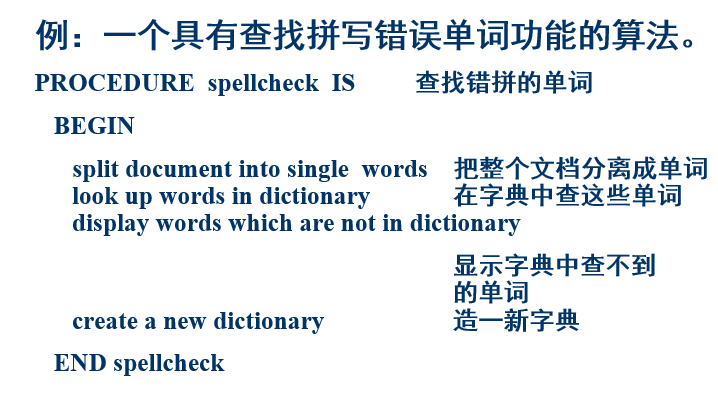 例：一个具有查找拼写错误单词功能的算法。
PROCEDURE spellcheck IS 查找错拼的单词
BEGIN
split document into single words 把整个文档分离成单词
look up words in dictionary 在字典中查这些单词
display words which are not in dictionary
显示字典中查不到
的单词
create a new dictionary 造一新字典
END spellcheck